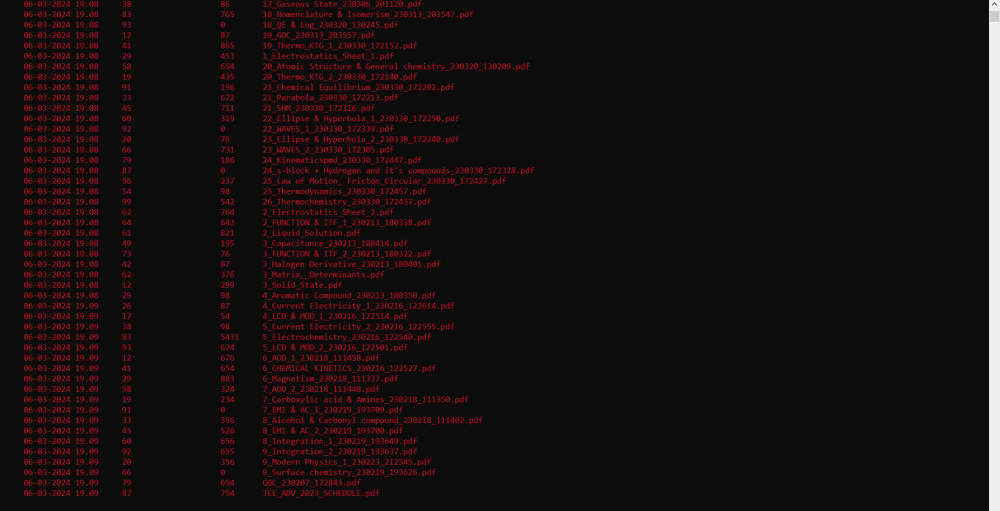 06-03-2024 19.08 38 86 17_Gaseous State_230306_201120.pdf
06-03-2024 19.08 83 765 18_Nomenclature & Isomerism_230313_203547.pdf
06-03-2024 19.08 93 0 18_QE & Log_230320_130245.pdf
06-03-2024 19.08 12 87 19_GOC_230313_203557.pdf
06-03-2024 19.08 41 865 19_Thermo_KTG_1_230330_172152.pdf
06-03-2024 19.08 29 453 1_Electrostatics_Sheet_1.pdf
06-03-2024 19.08 58 654 20_Atomic Structure & General chemistry_230320_130209.pdf
06-03-2024 19.08 19 435 20_Thermo_KTG_2_230330_172140.pdf
06-03-2024 19.08 91 196 21_Chemical Equilibrium_230330_172202.pdf
06-03-2024 19.08 33 672 21_Parabola_230330_172213.pdf
06-03-2024 19.08 45 711 21_SHM_230330_172316.pdf
06-03-2024 19.08 60 319 22_Ellipse & Hyperbola_1_230330_172250.pdf
06-03-2024 19.08 92 0 22_WAVES_1_230330_172339.pdf
06-03-2024 19.08 20 76 23_Ellipse & Hyperbola_2_230330_172240.pdf
06-03-2024 19.08 66 731 23_WAVES_2_230330_172305.pdf
06-03-2024 19.08 79 186 24_Kinematicspmd_230330_172447.pdf
06-03-2024 19.08 87 0 24_s-block + Hydrogen and it's compounds_230330_172328.pdf
06-03-2024 19.08 56 237 25_Law of Motion_ Fricton_Circular_230330_172427.pdf
06-03-2024 19.08 54 98 25_Thermodynamics_230330_172457.pdf
06-03-2024 19.08 99 542 26_Thermochemistry_230330_172437.pdf
06-03-2024 19.08 62 764 2_Electrostatics_Sheet_2.pdf
06-03-2024 19.08 64 643 2_FUNCTION & ITF_1_230213_180338.pdf
06-03-2024 19.08 61 821 2_Liquid_Solution.pdf
06-03-2024 19.08 49 195 3_Capacitance_230213_180414.pdf
06-03-2024 19.08 73 76 3_FUNCTION & ITF_2_230213_180322.pdf
06-03-2024 19.08 42 87 3_Halogen Derivative_230213_180401.pdf
06-03-2024 19.08 62 376 3_Matrix__Determinants.pdf
06-03-2024 19.08 12 299 3_Solid_State.pdf
06-03-2024 19.08 29 98 4_Aromatic Compound_230213_180350.pdf
06-03-2024 19.09 26 87 4_Current Electricity_1_230216_122614.pdf
06-03-2024 19.09 17 54 4_LCD & MOD_1_230216_122514.pdf
06-03-2024 19.09 38 98 5_Current Electricity_2_230216_122555.pdf
06-03-2024 19.09 83 5431 5_Electrochemistry_230216_122540.pdf
06-03-2024 19.09 93 674 5_LCD & MOD_2_230216_122501.pdf
06-03-2024 19.09 12 676 6_AOD_1_230218_111458.pdf
06-03-2024 19.09 41 654 6_CHEMICAL KINETICS_230216_122527.pdf
06-03-2024 19.09 29 883 6_Magnetism_230218_111337.pdf
06-03-2024 19.09 58 324 7_AOD_2_230218_111448.pdf
06-03-2024 19.09 19 234 7_Carboxylic acid & Amines_230218_111350.pdf
06-03-2024 19.09 91 0 7_EMI & AC_1_230219_193709.pdf
06-03-2024 19.09 33 356 8_Alcohol & Carbonyl compound_230218_111402.pdf
06-03-2024 19.09 45 526 8_EMI & AC_2_230219_193700.pdf
06-03-2024 19.09 60 656 8_Integration_1_230219_193649.pdf
06-03-2024 19.09 92 655 9_Integration_2_230219_193637.pdf
06-03-2024 19.09 20 356 9_Modern Physics_1_230223_212545.pdf
06-03-2024 19.09 66 0 9_Surface chemistry_230219_193626.pdf
06-03-2024 19.09 79 654 GOC_230207_172843.pdf
06-03-2024 19.09 87 754 JEE_ADV_2023_SCHEDULE.pdf